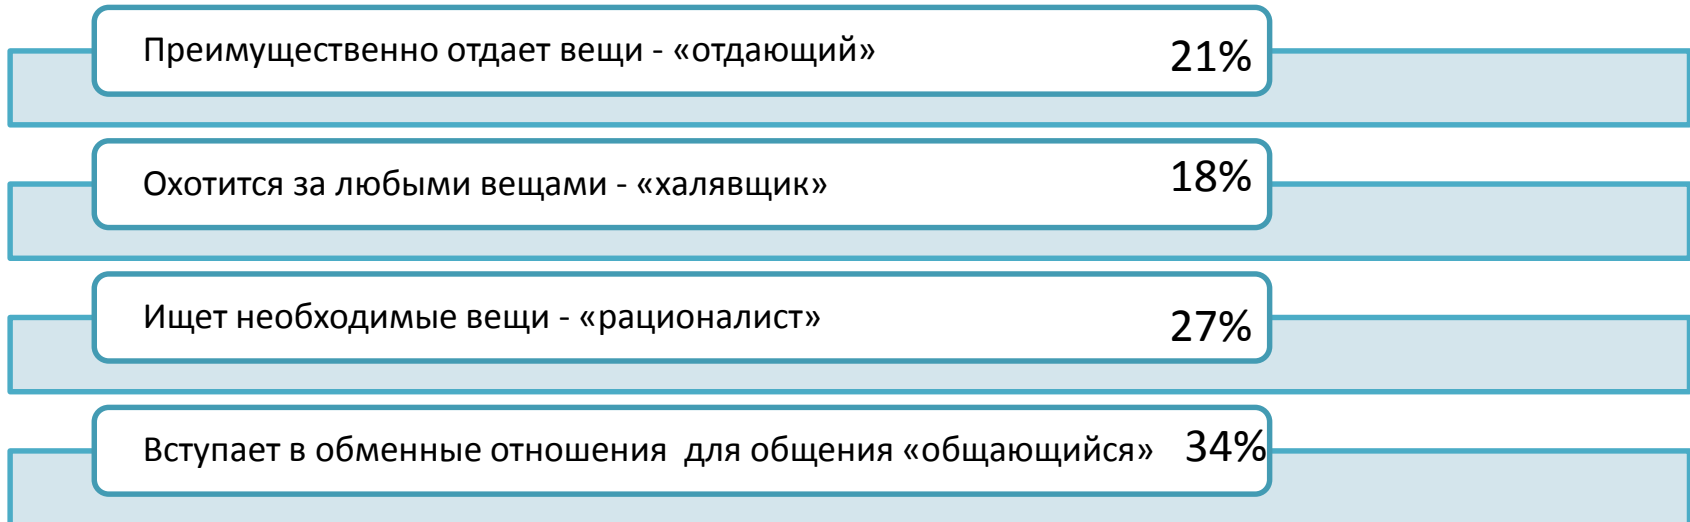 Преимущественно отдает вещи - «отдающий» 21%
Охотится за любыми вещами - «халявщик» 18%
Ищет необходимые вещи - «рационалист» 27%
Вступает в обменные отношения  для общения «общающийся» 34%